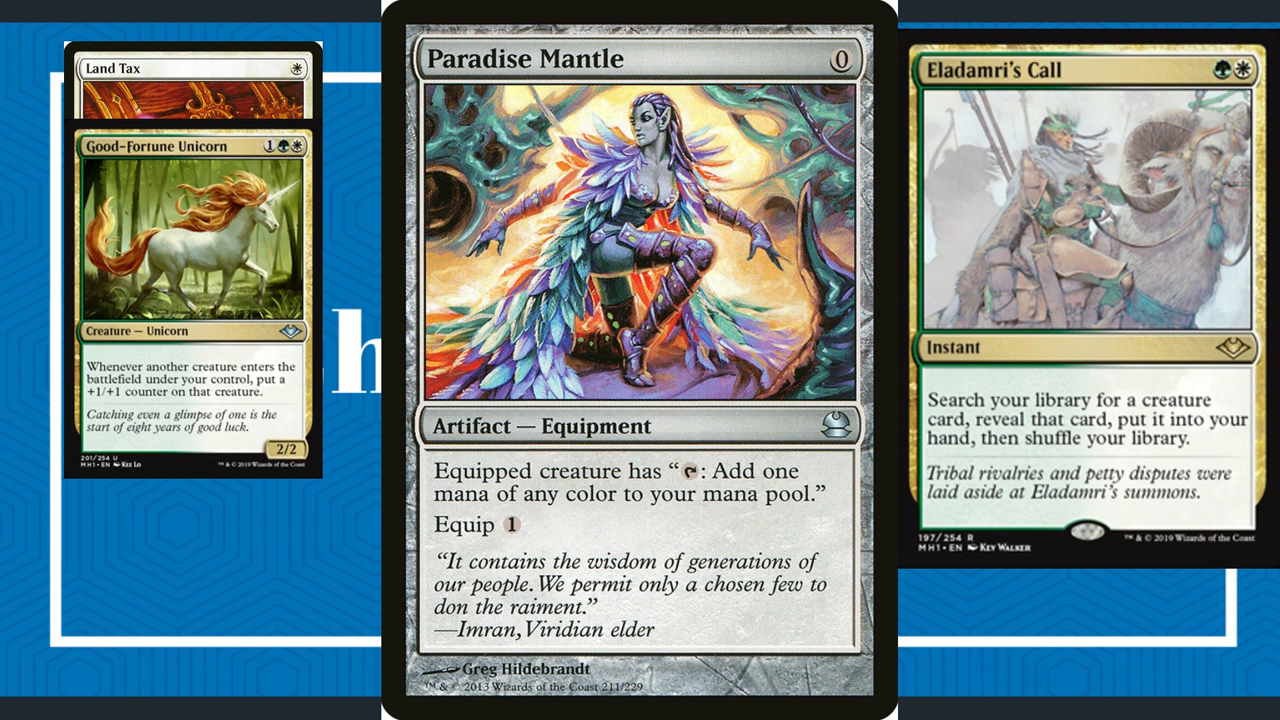 Land Tax
Good-Fortune Unicorn 1
Creature — Unicorn
Whenever another creature enters the
battlefield under your control, put a
+1/+1 counter on that creature.
Catching even a glimpse of one is the
start of eight years of good luck.
2/2
201/254 U
MH1 • EN Kee Lo
™ & © 2019 Wizards of the Coast
h
Paradise Mantle 0
Artifact — Equipment
Equipped creature has “: Add one
mana of any color to your mana pool.”
Equip 1
“It contains the wisdom of generations of
our people. We permit only a chosen few to
don the raiment.”
—Imran, Viridian elder
Greg Hildebrandt
™ & © 2013 Wizards of the Coast 211/229
Eladamri's Call
Instant
Search your library for a creature
card, reveal that card, put it into your
hand, then shuffle your library.
Tribal rivalries and petty disputes were
laid aside at Eladamri's summons.
197/254 R
MH1 • EN Kev Walker
™ & © 2019 Wizards of the Coast